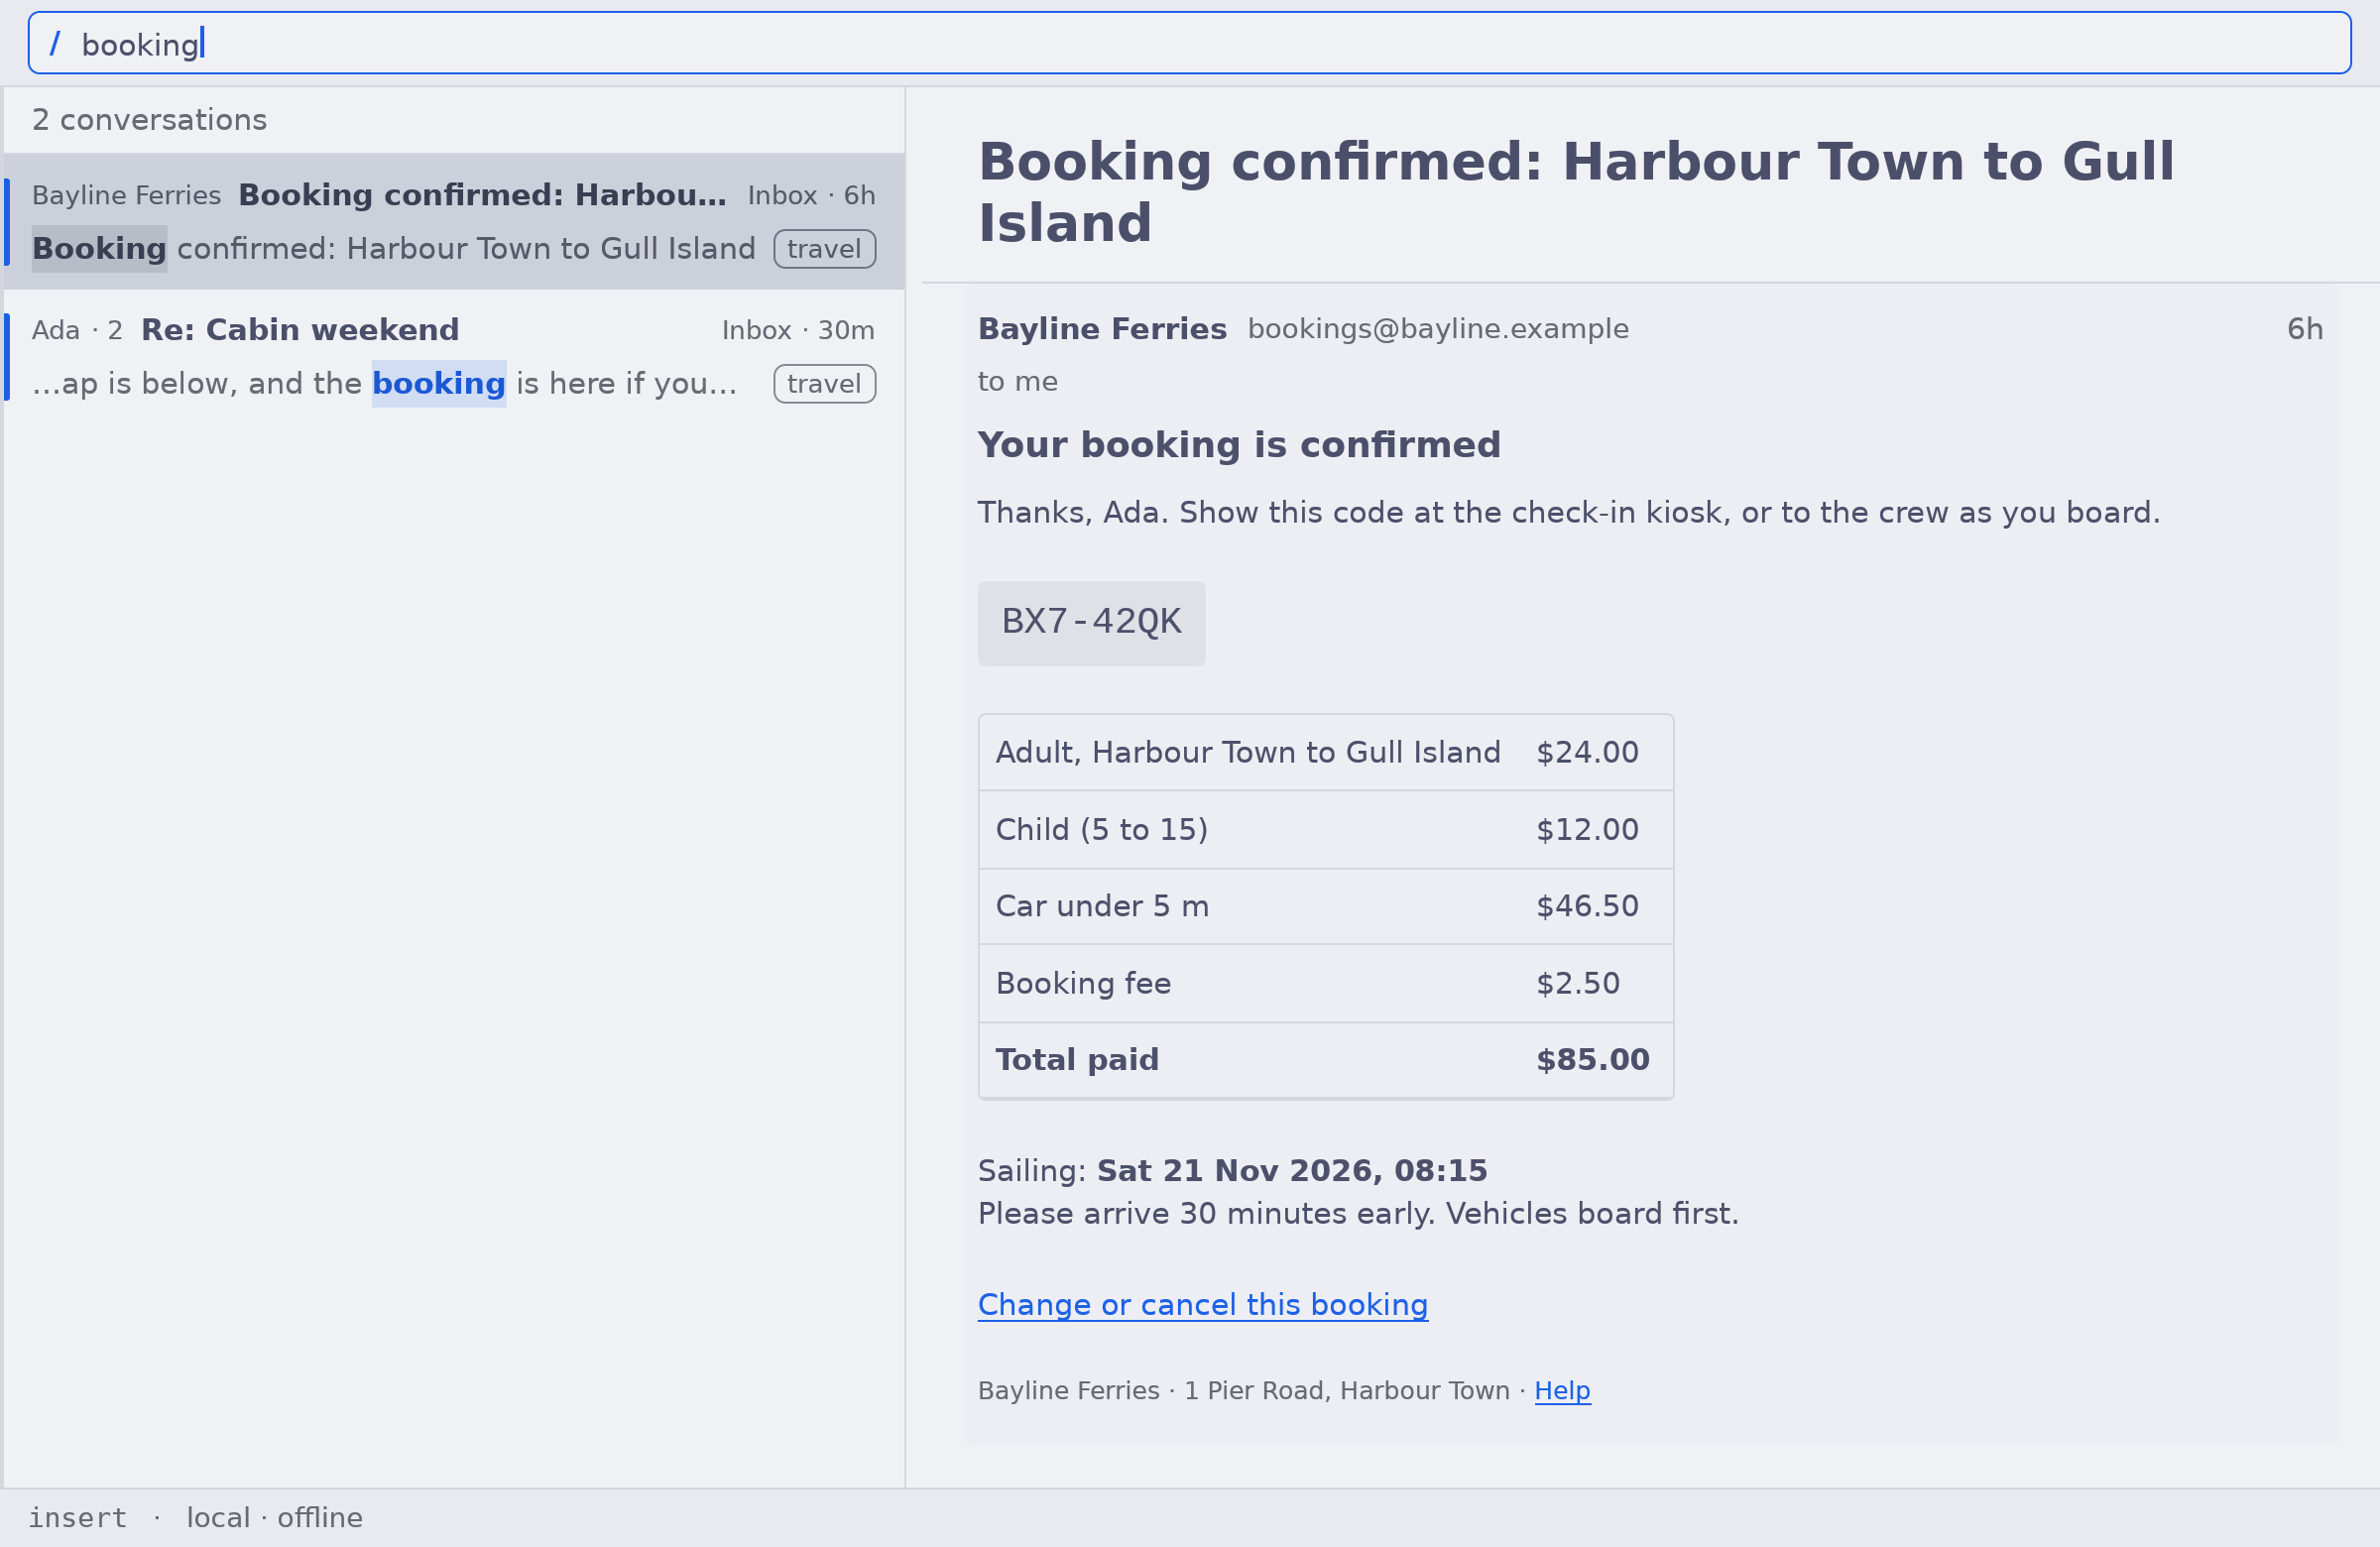 / booking
2 conversations
Bayline Ferries Booking confirmed: Harbou… Inbox · 6h
Booking confirmed: Harbour Town to Gull Island travel
Ada · 2 Re: Cabin weekend Inbox · 30m
…ap is below, and the booking is here if you… travel
Booking confirmed: Harbour Town to Gull
Island
Bayline Ferries bookings@bayline.example 6h
to me
Your booking is confirmed
Thanks, Ada. Show this code at the check-in kiosk, or to the crew as you board.
BX7-42QK
Adult, Harbour Town to Gull Island $24.00
Child (5 to 15) $12.00
Car under 5 m $46.50
Booking fee $2.50
Total paid $85.00
Sailing: Sat 21 Nov 2026, 08:15
Please arrive 30 minutes early. Vehicles board first.
Change or cancel this booking
Bayline Ferries · 1 Pier Road, Harbour Town · Help
insert · local · offline